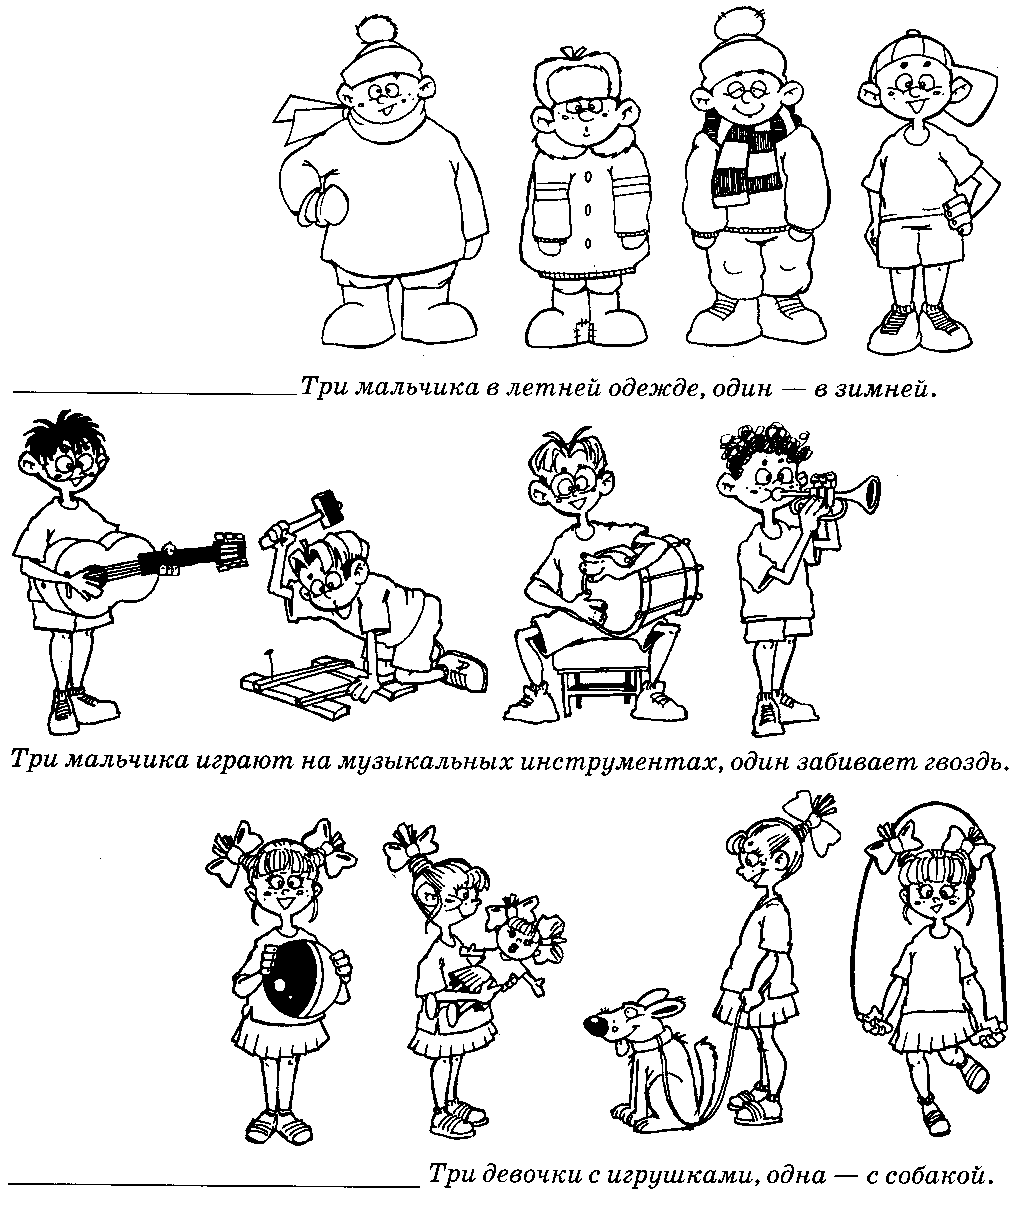 Три мальчика в летней одежде, один — в зимней.
Три мальчика играют на музыкальных инструментах, один забивает гвоздь.
Три девочки с игрушками, одна — с собакой.